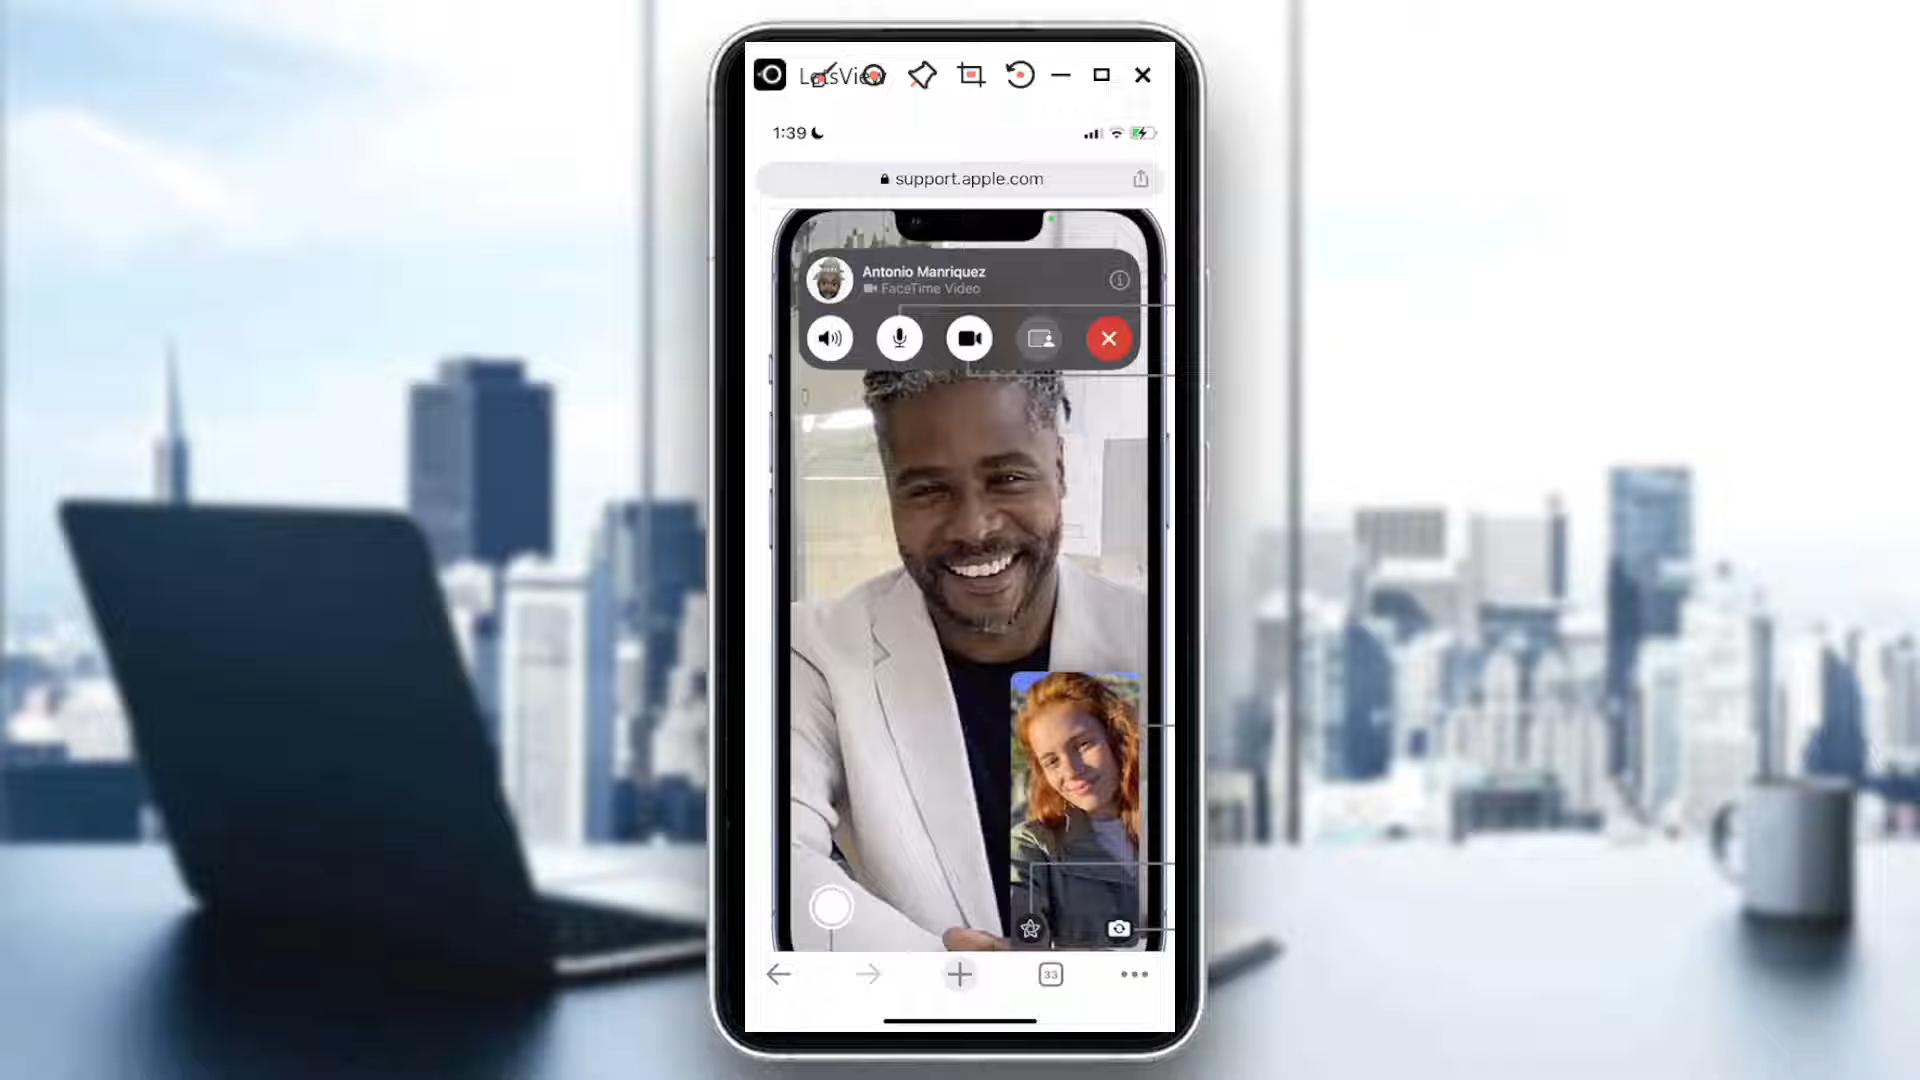 LetsView
1:39
support.apple.com
Antonio Manriquez
FaceTime Video
33